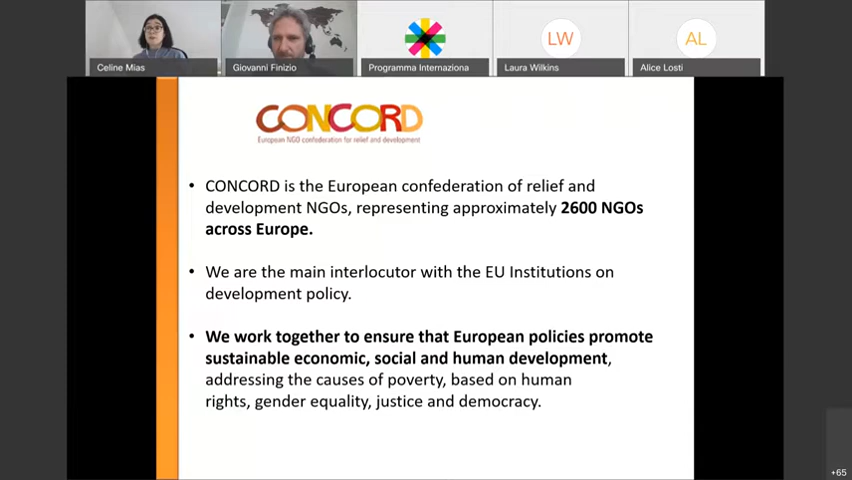 LW
AL
Celine Mias
Giovanni Finizio
Programma Internaziona
Laura Wilkins
Alice Losti
CONCORD
European NGO confederation for relief and development
• CONCORD is the European confederation of relief and
development NGOs, representing approximately 2600 NGOs
across Europe.
• We are the main interlocutor with the EU Institutions on
development policy.
• We work together to ensure that European policies promote
sustainable economic, social and human development,
addressing the causes of poverty, based on human
rights, gender equality, justice and democracy.
+65